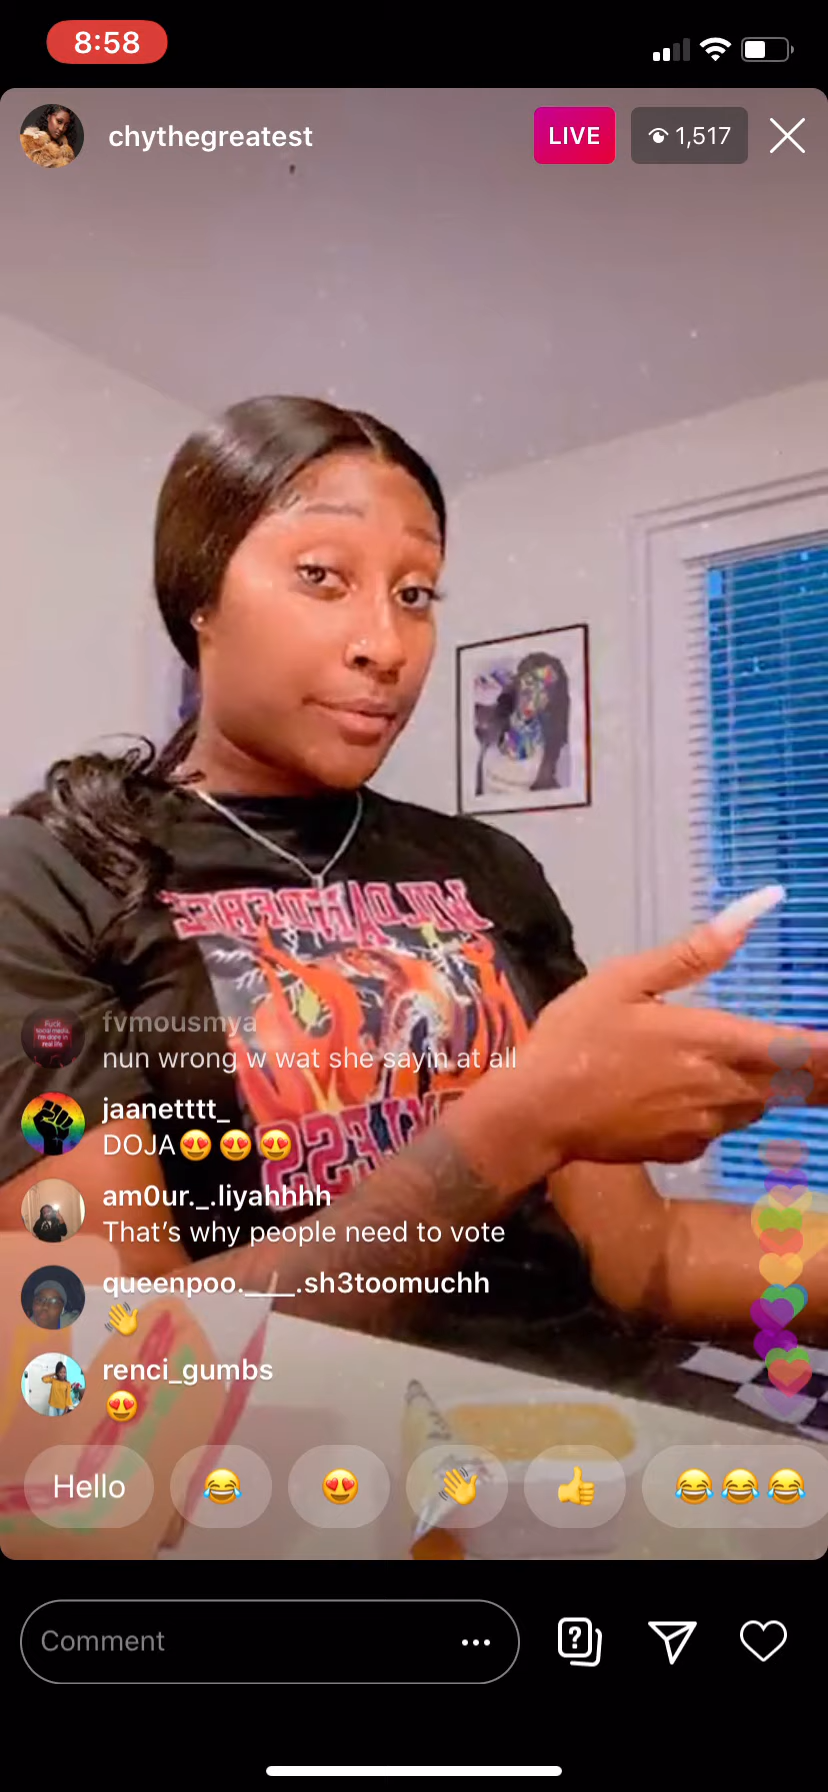 8:58
chythegreatest
LIVE
1,517
fvmousmya
nun wrong w wat she sayin at all
jaanetttt_
DOJA😍😍😍
am0ur._.liyahhhh
That's why people need to vote
queenpoo.____.sh3toomuchh
👋
renci_gumbs
😍
Hello
😂
😍
👋
👍
😂😂😂
Comment